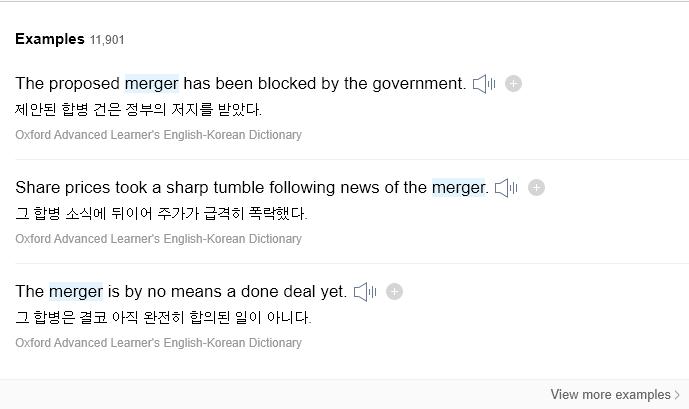 Examples 11,901
The proposed merger has been blocked by the government.
제안된 합병 건은 정부의 저지를 받았다.
Oxford Advanced Learner's English-Korean Dictionary
Share prices took a sharp tumble following news of the merger.
그 합병 소식에 뒤이어 주가가 급격히 폭락했다.
Oxford Advanced Learner's English-Korean Dictionary
The merger is by no means a done deal yet.
그 합병은 결코 아직 완전히 합의된 일이 아니다.
Oxford Advanced Learner's English-Korean Dictionary
View more examples